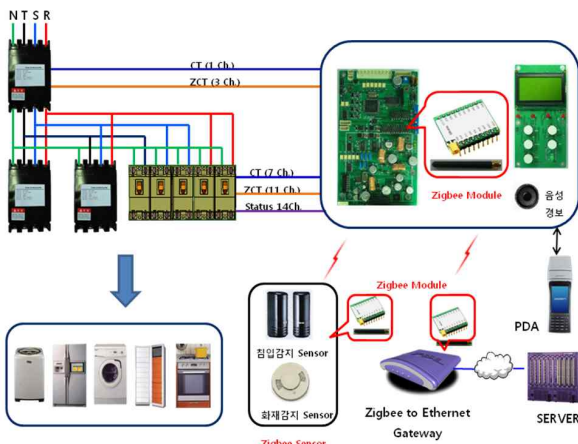 N T S R
CT (1 Ch.)
ZCT (3 Ch.)
CT (7 Ch.)
ZCT (11 Ch.)
Status 14Ch.
Zigbee Module
음성
경보
Zigbee Module
PDA
침입감지 Sensor
화재감지 Sensor
Zigbee Sensor
Zigbee to Ethernet
Gateway
SERVER